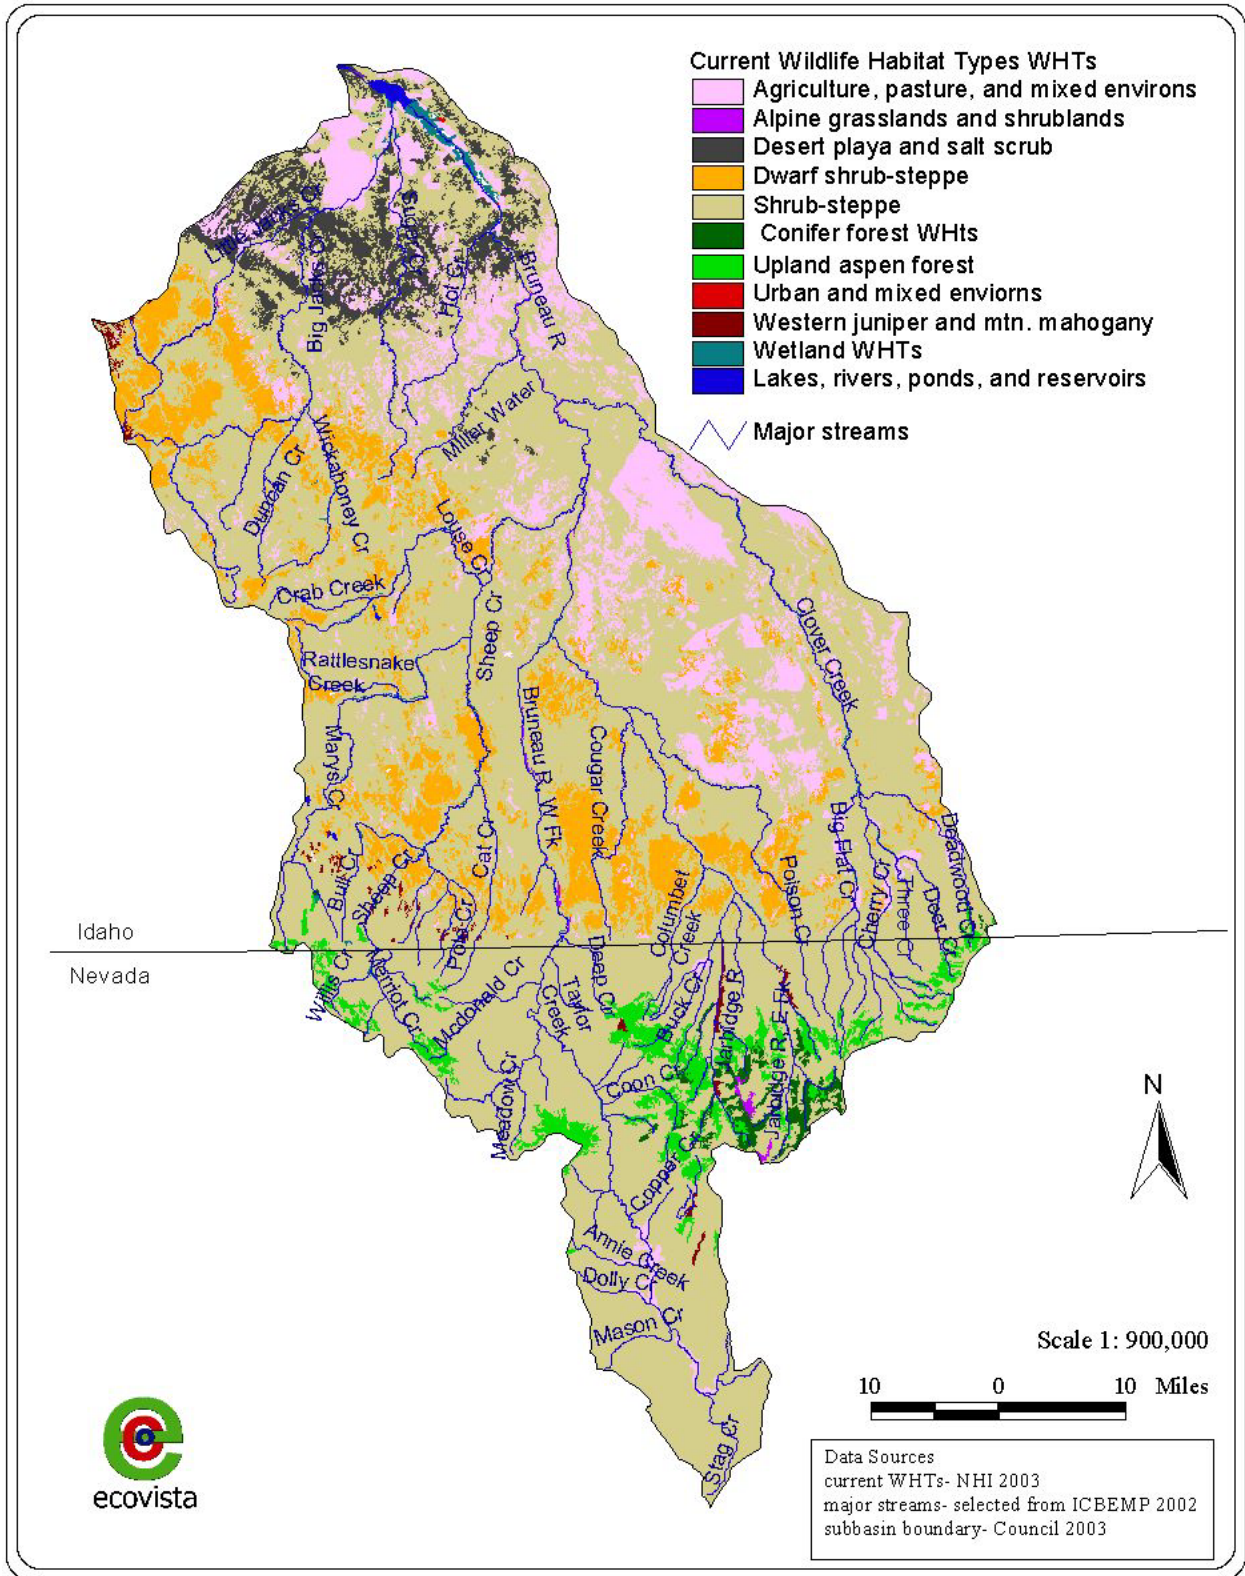 Current Wildlife Habitat Types WHTs
Agriculture, pasture, and mixed environs
Alpine grasslands and shrublands
Desert playa and salt scrub
Dwarf shrub-steppe
Shrub-steppe
Conifer forest WHts
Upland aspen forest
Urban and mixed enviorns
Western juniper and mtn. mahogany
Wetland WHTs
Lakes, rivers, ponds, and reservoirs
Major streams
Little Jacks Cr
Big Jacks Cr
Sugar Cr
Hot Cr
Bruneau R
Miller Water
Wickahoney Cr
Duncan Cr
Louse Cr
Crab Creek
Sheep Cr
Clover Creek
Rattlesnake
Creek
Marys Cr
Bruneau R, W Fk
Cougar Creek
Cat Cr
Big Flat Cr
Deadwood Cr
Bull Cr
Sheep Cr
Pole Cr
Columbet
Creek
Poison Cr
Cherry Cr
Three Cr
Deer Cr
Idaho
Nevada
Willis Cr
Merriot Cr
Mcdonald Cr
Taylor
Creek
Deep Cr
Buck Cr
Jarbidge R
Jarbidge R, E Fk
Meadow Cr
Coon Cr
Copper Cr
Annie Creek
Dolly Cr
Mason Cr
Stag Cr
N
Scale 1: 900,000
10 0 10 Miles
Data Sources
current WHTs- NHI 2003
major streams- selected from ICBEMP 2002
subbasin boundary- Council 2003
ecovista